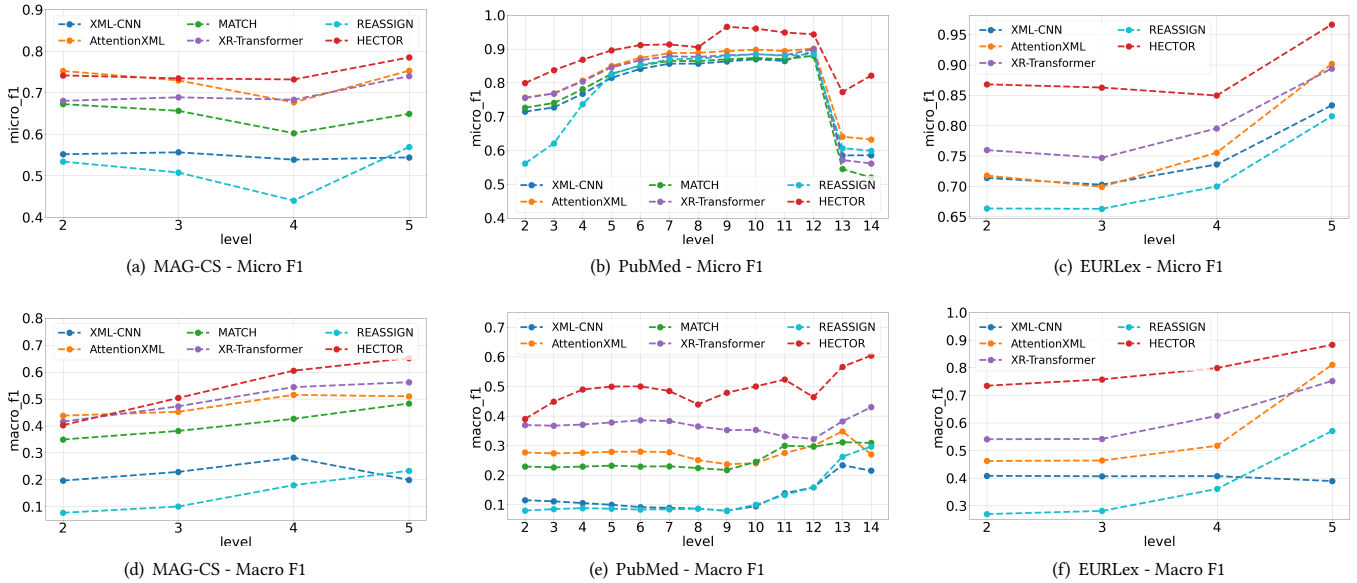 0.9
0.8
0.7
0.6
0.5
0.4
micro_f1
XML-CNN MATCH REASSIGN
AttentionXML XR-Transformer HECTOR
2 3 4 5
level
(a) MAG-CS - Micro F1
1.0
0.9
0.8
0.7
0.6
0.5
0.4
micro_f1
XML-CNN MATCH REASSIGN
AttentionXML XR-Transformer HECTOR
2 3 4 5 6 7 8 9 10 11 12 13 14
level
(b) PubMed - Micro F1
0.95
0.90
0.85
0.80
0.75
0.70
0.65
micro_f1
XML-CNN REASSIGN
AttentionXML HECTOR
XR-Transformer
2 3 4 5
level
(c) EURLex - Micro F1
0.8
0.7
0.6
0.5
0.4
0.3
0.2
0.1
macro_f1
XML-CNN MATCH REASSIGN
AttentionXML XR-Transformer HECTOR
2 3 4 5
level
(d) MAG-CS - Macro F1
0.7
0.6
0.5
0.4
0.3
0.2
0.1
macro_f1
XML-CNN MATCH REASSIGN
AttentionXML XR-Transformer HECTOR
2 3 4 5 6 7 8 9 10 11 12 13 14
level
(e) PubMed - Macro F1
1.0
0.9
0.8
0.7
0.6
0.5
0.4
0.3
macro_f1
XML-CNN REASSIGN
AttentionXML HECTOR
XR-Transformer
2 3 4 5
level
(f) EURLex - Macro F1